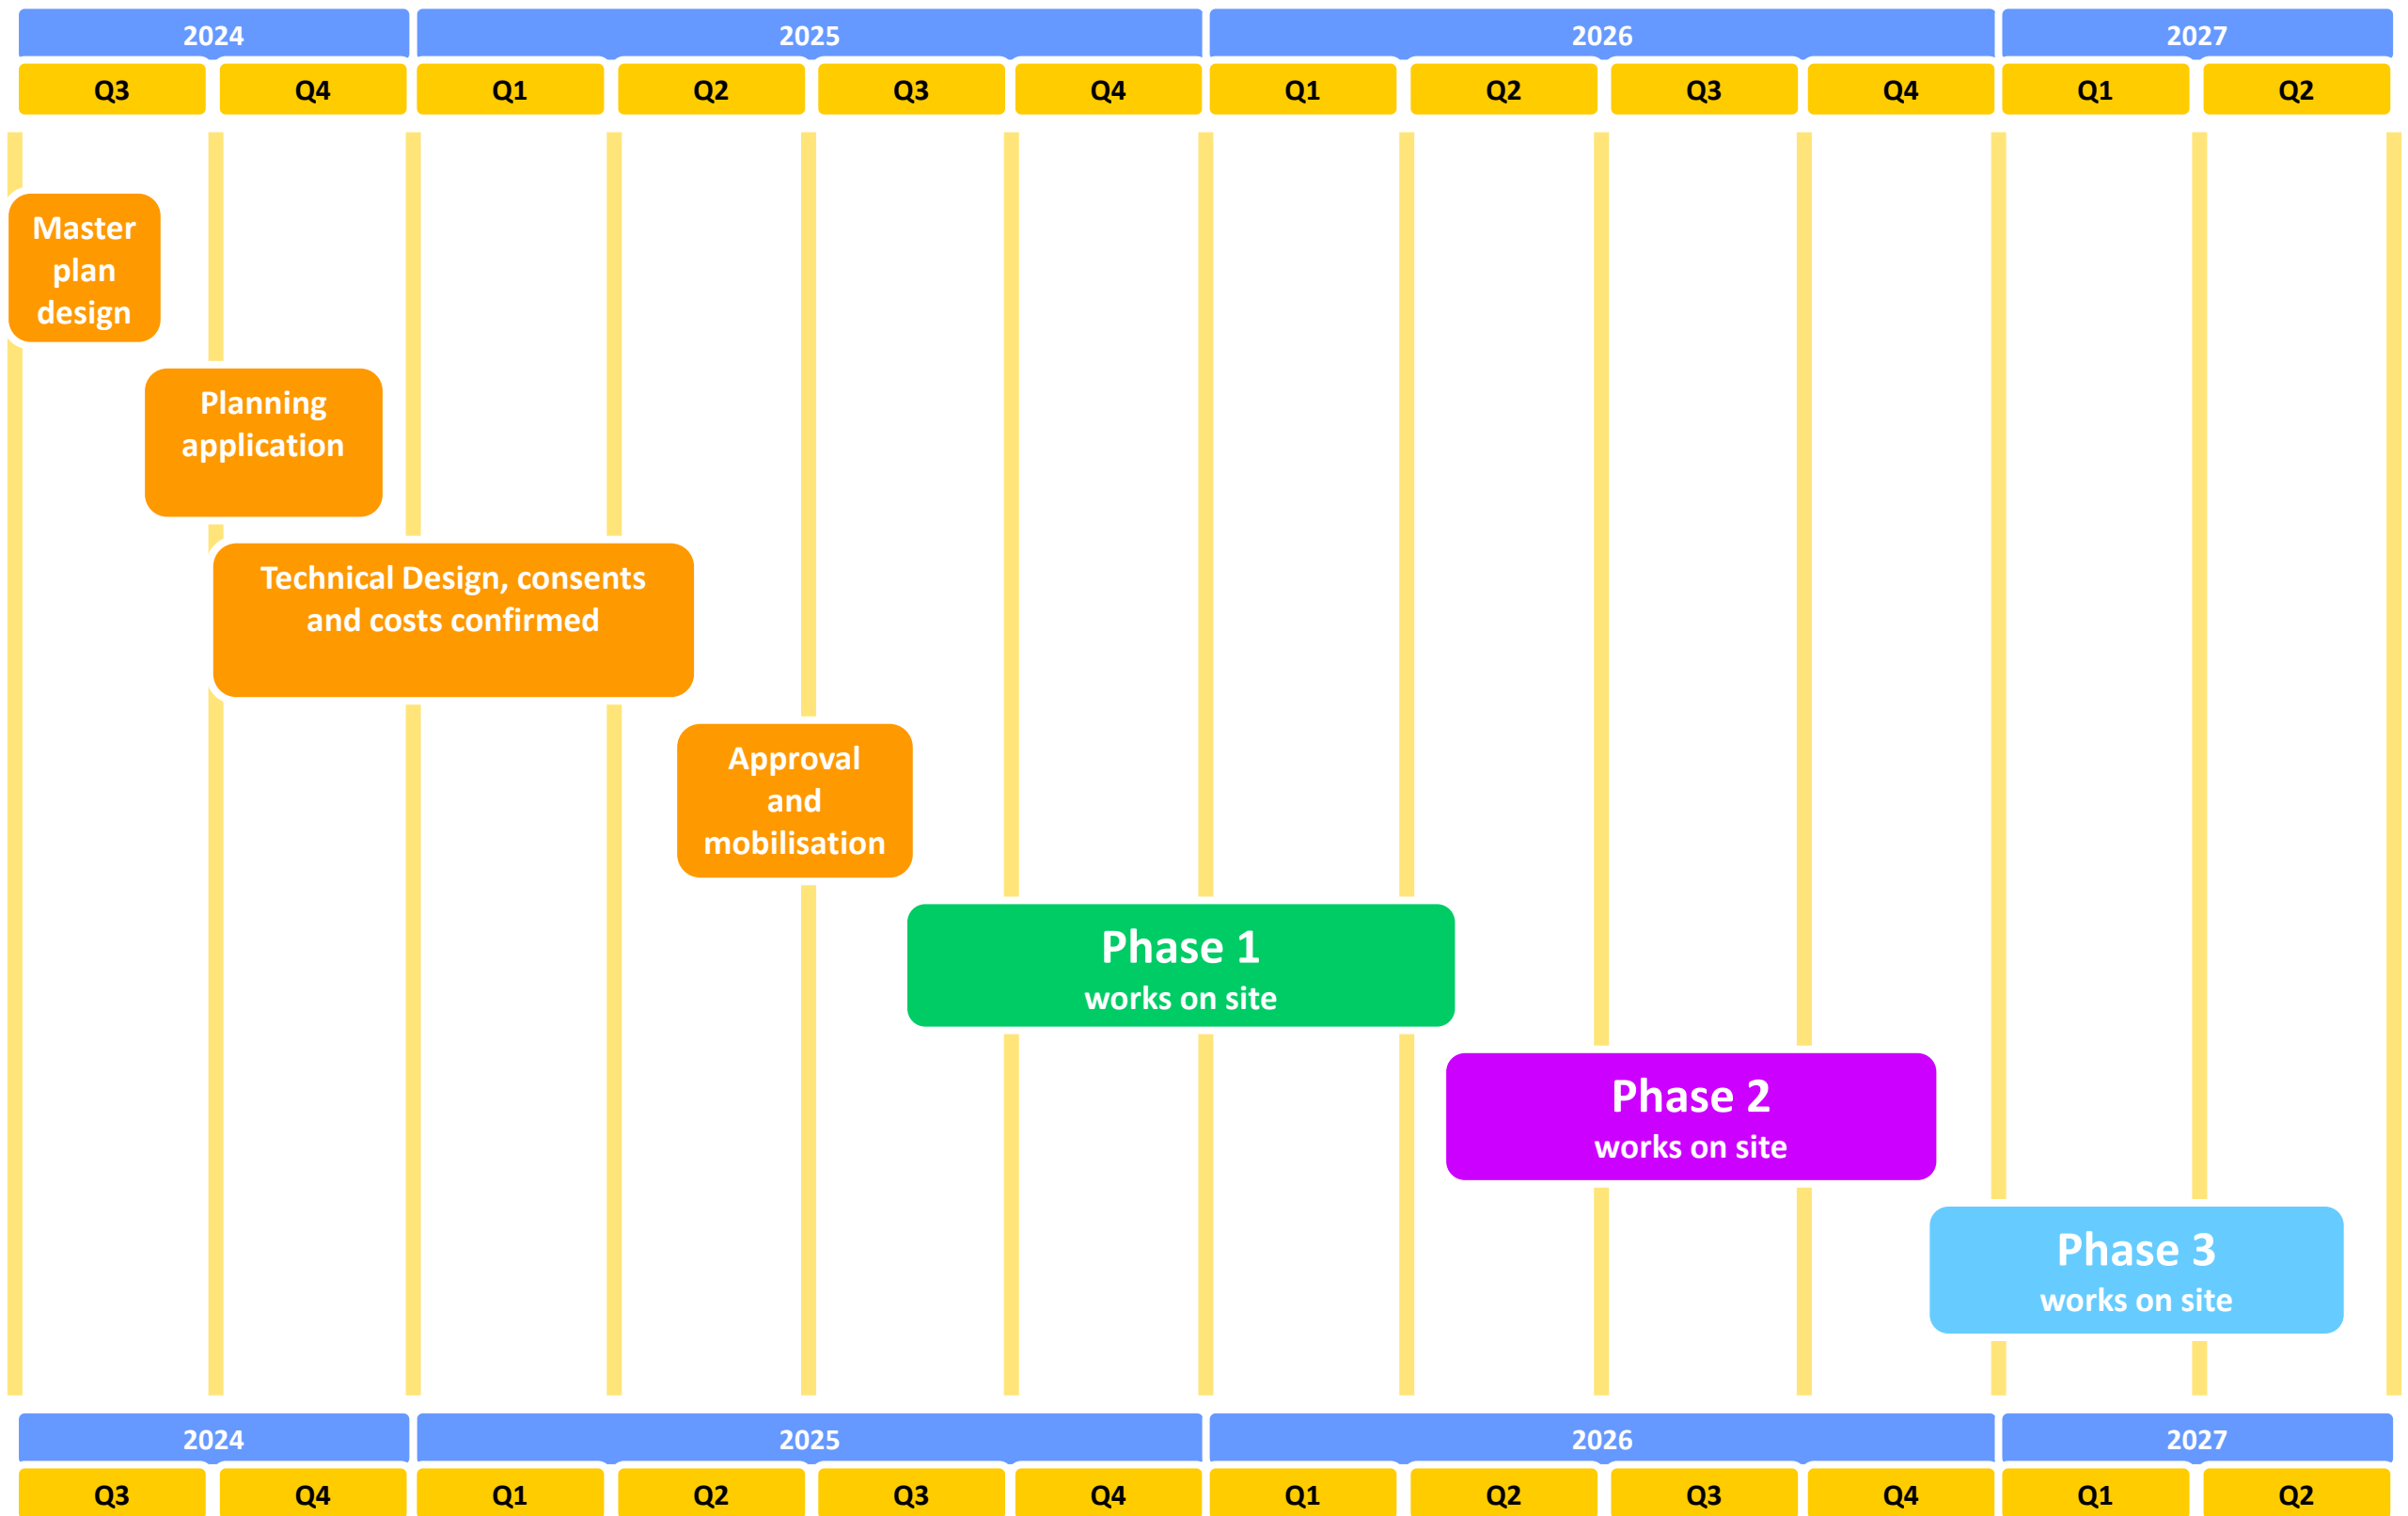 2024 2025 2026 2027
Q3 Q4 Q1 Q2 Q3 Q4 Q1 Q2 Q3 Q4 Q1 Q2
Master
plan
design
Planning
application
Technical Design, consents
and costs confirmed
Approval
and
mobilisation
Phase 1
works on site
Phase 2
works on site
Phase 3
works on site
2024 2025 2026 2027
Q3 Q4 Q1 Q2 Q3 Q4 Q1 Q2 Q3 Q4 Q1 Q2